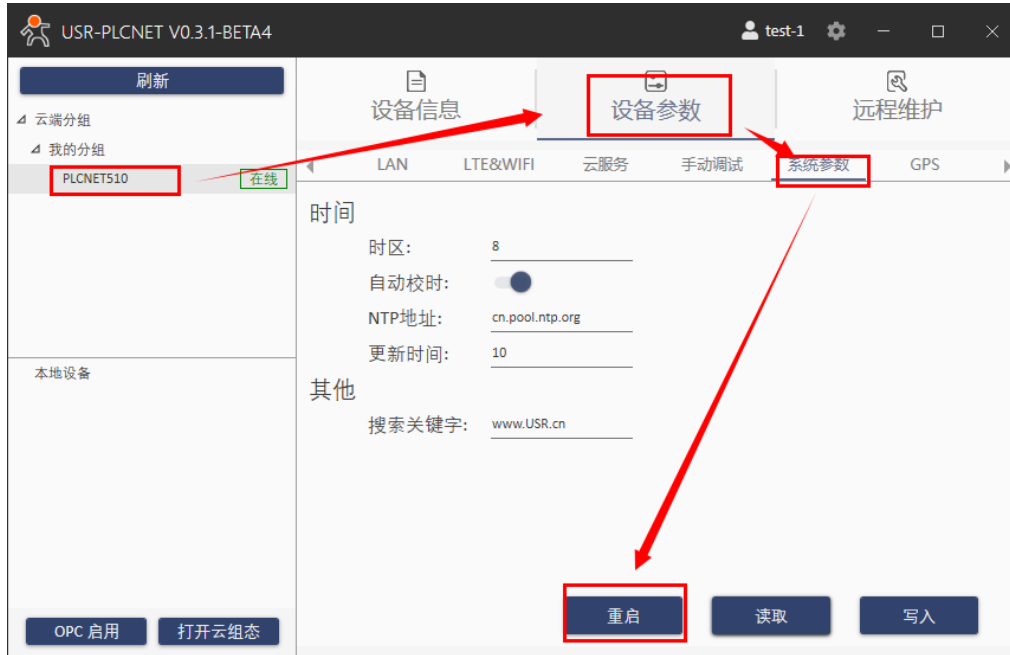 USR-PLCNET V0.3.1-BETA4
test-1
刷新
云端分组
我的分组
PLCNET510
在线
本地设备
OPC 启用
打开云组态
设备信息
设备参数
远程维护
LAN
LTE&WIFI
云服务
手动调试
系统参数
GPS
时间
时区: 8
自动校时:
NTP地址: cn.pool.ntp.org
更新时间: 10
其他
搜索关键字: www.USR.cn
重启
读取
写入